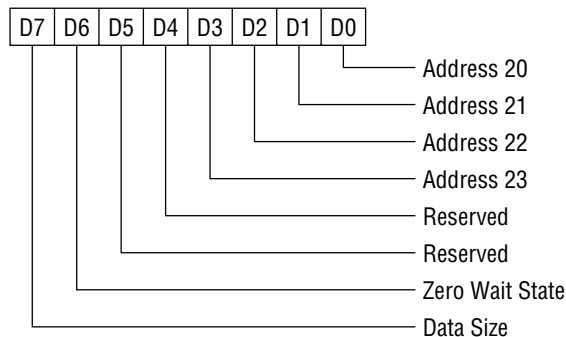 D7 D6 D5 D4 D3 D2 D1 D0
Address 20
Address 21
Address 22
Address 23
Reserved
Reserved
Zero Wait State
Data Size